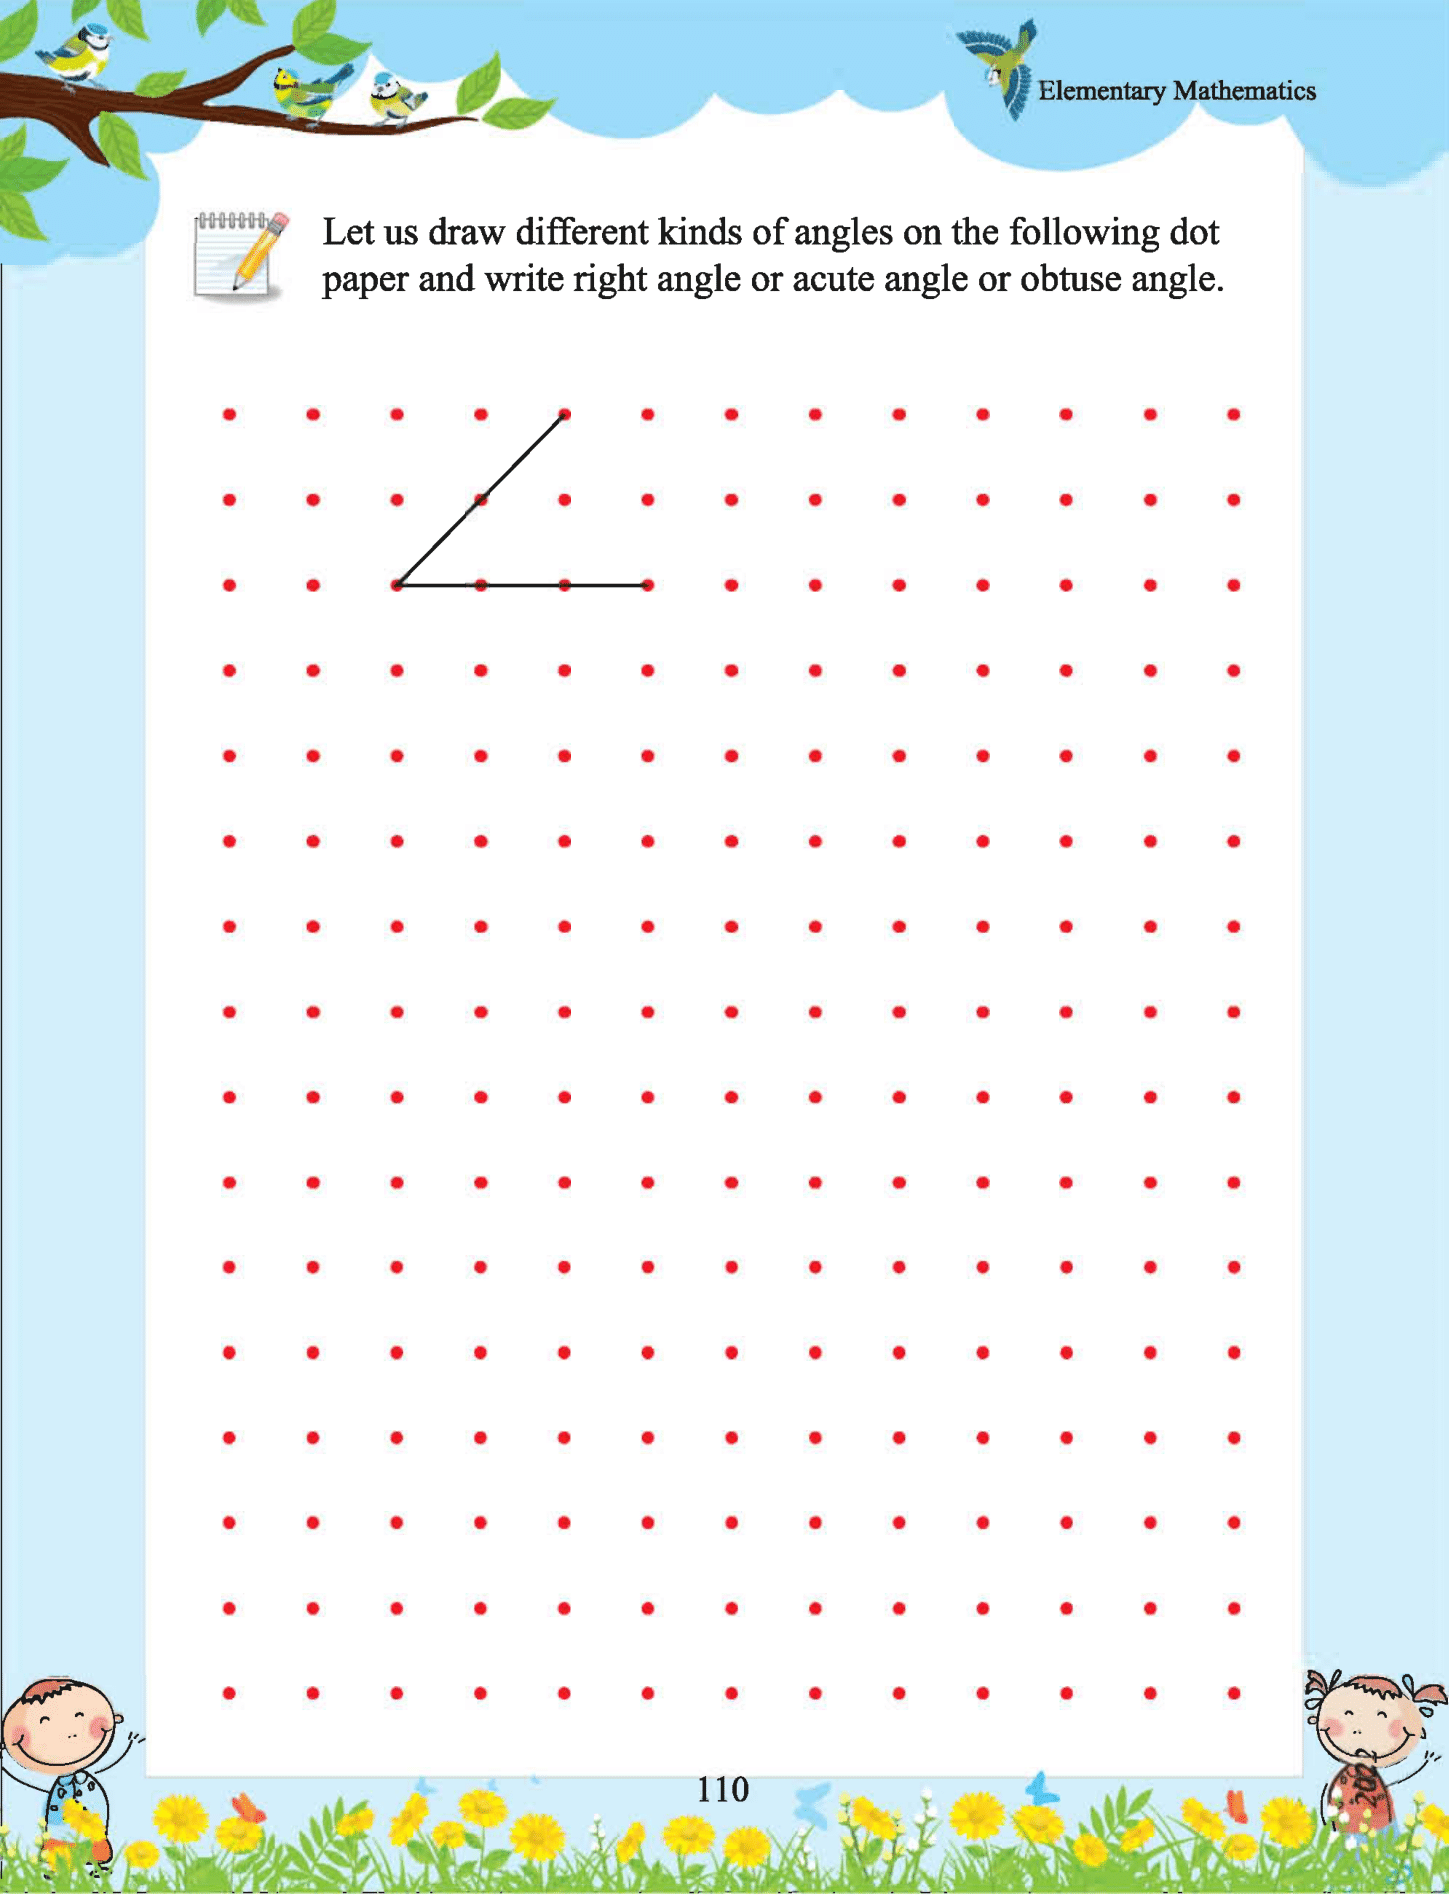 Elementary Mathematics
Let us draw different kinds of angles on the following dot
paper and write right angle or acute angle or obtuse angle.
110
2022